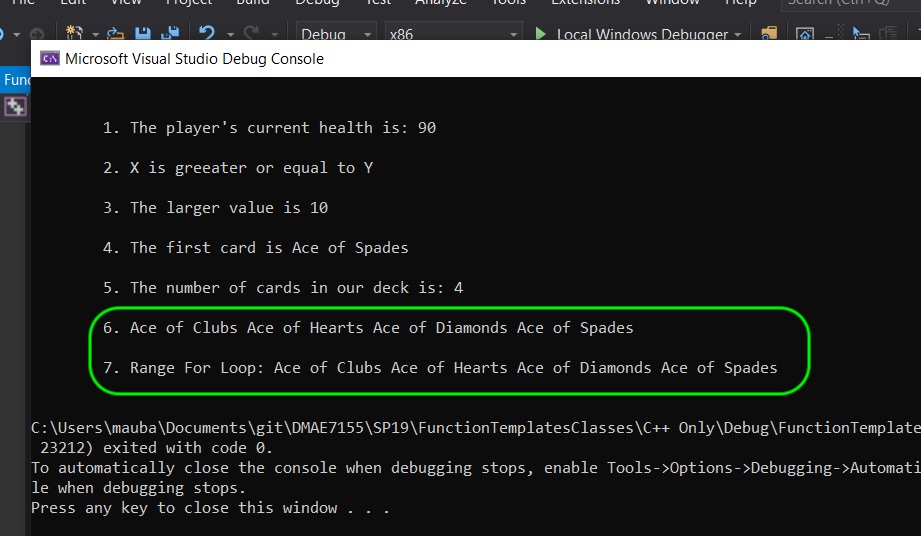 File Edit View Project Build Debug Test Analyze Tools Extensions Window Help Search (Ctrl+Q)
Debug x86 Local Windows Debugger
Microsoft Visual Studio Debug Console
Func
1. The player's current health is: 90
2. X is greeater or equal to Y
3. The larger value is 10
4. The first card is Ace of Spades
5. The number of cards in our deck is: 4
6. Ace of Clubs Ace of Hearts Ace of Diamonds Ace of Spades
7. Range For Loop: Ace of Clubs Ace of Hearts Ace of Diamonds Ace of Spades
C:\Users\mauba\Documents\git\DMAE7155\SP19\FunctionTemplatesClasses\C++ Only\Debug\FunctionTemplate
23212) exited with code 0.
To automatically close the console when debugging stops, enable Tools->Options->Debugging->Automati
le when debugging stops.
Press any key to close this window . . .